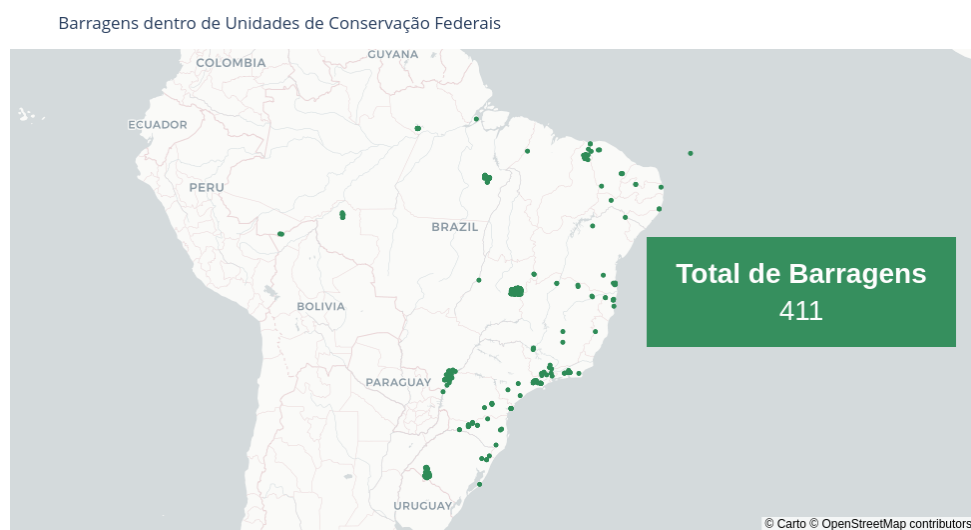 Barragens dentro de Unidades de Conservação Federais
GUYANA
COLOMBIA
ECUADOR
PERU
BRAZIL
Total de Barragens
411
BOLIVIA
PARAGUAY
URUGUAY
© Carto © OpenStreetMap contributors